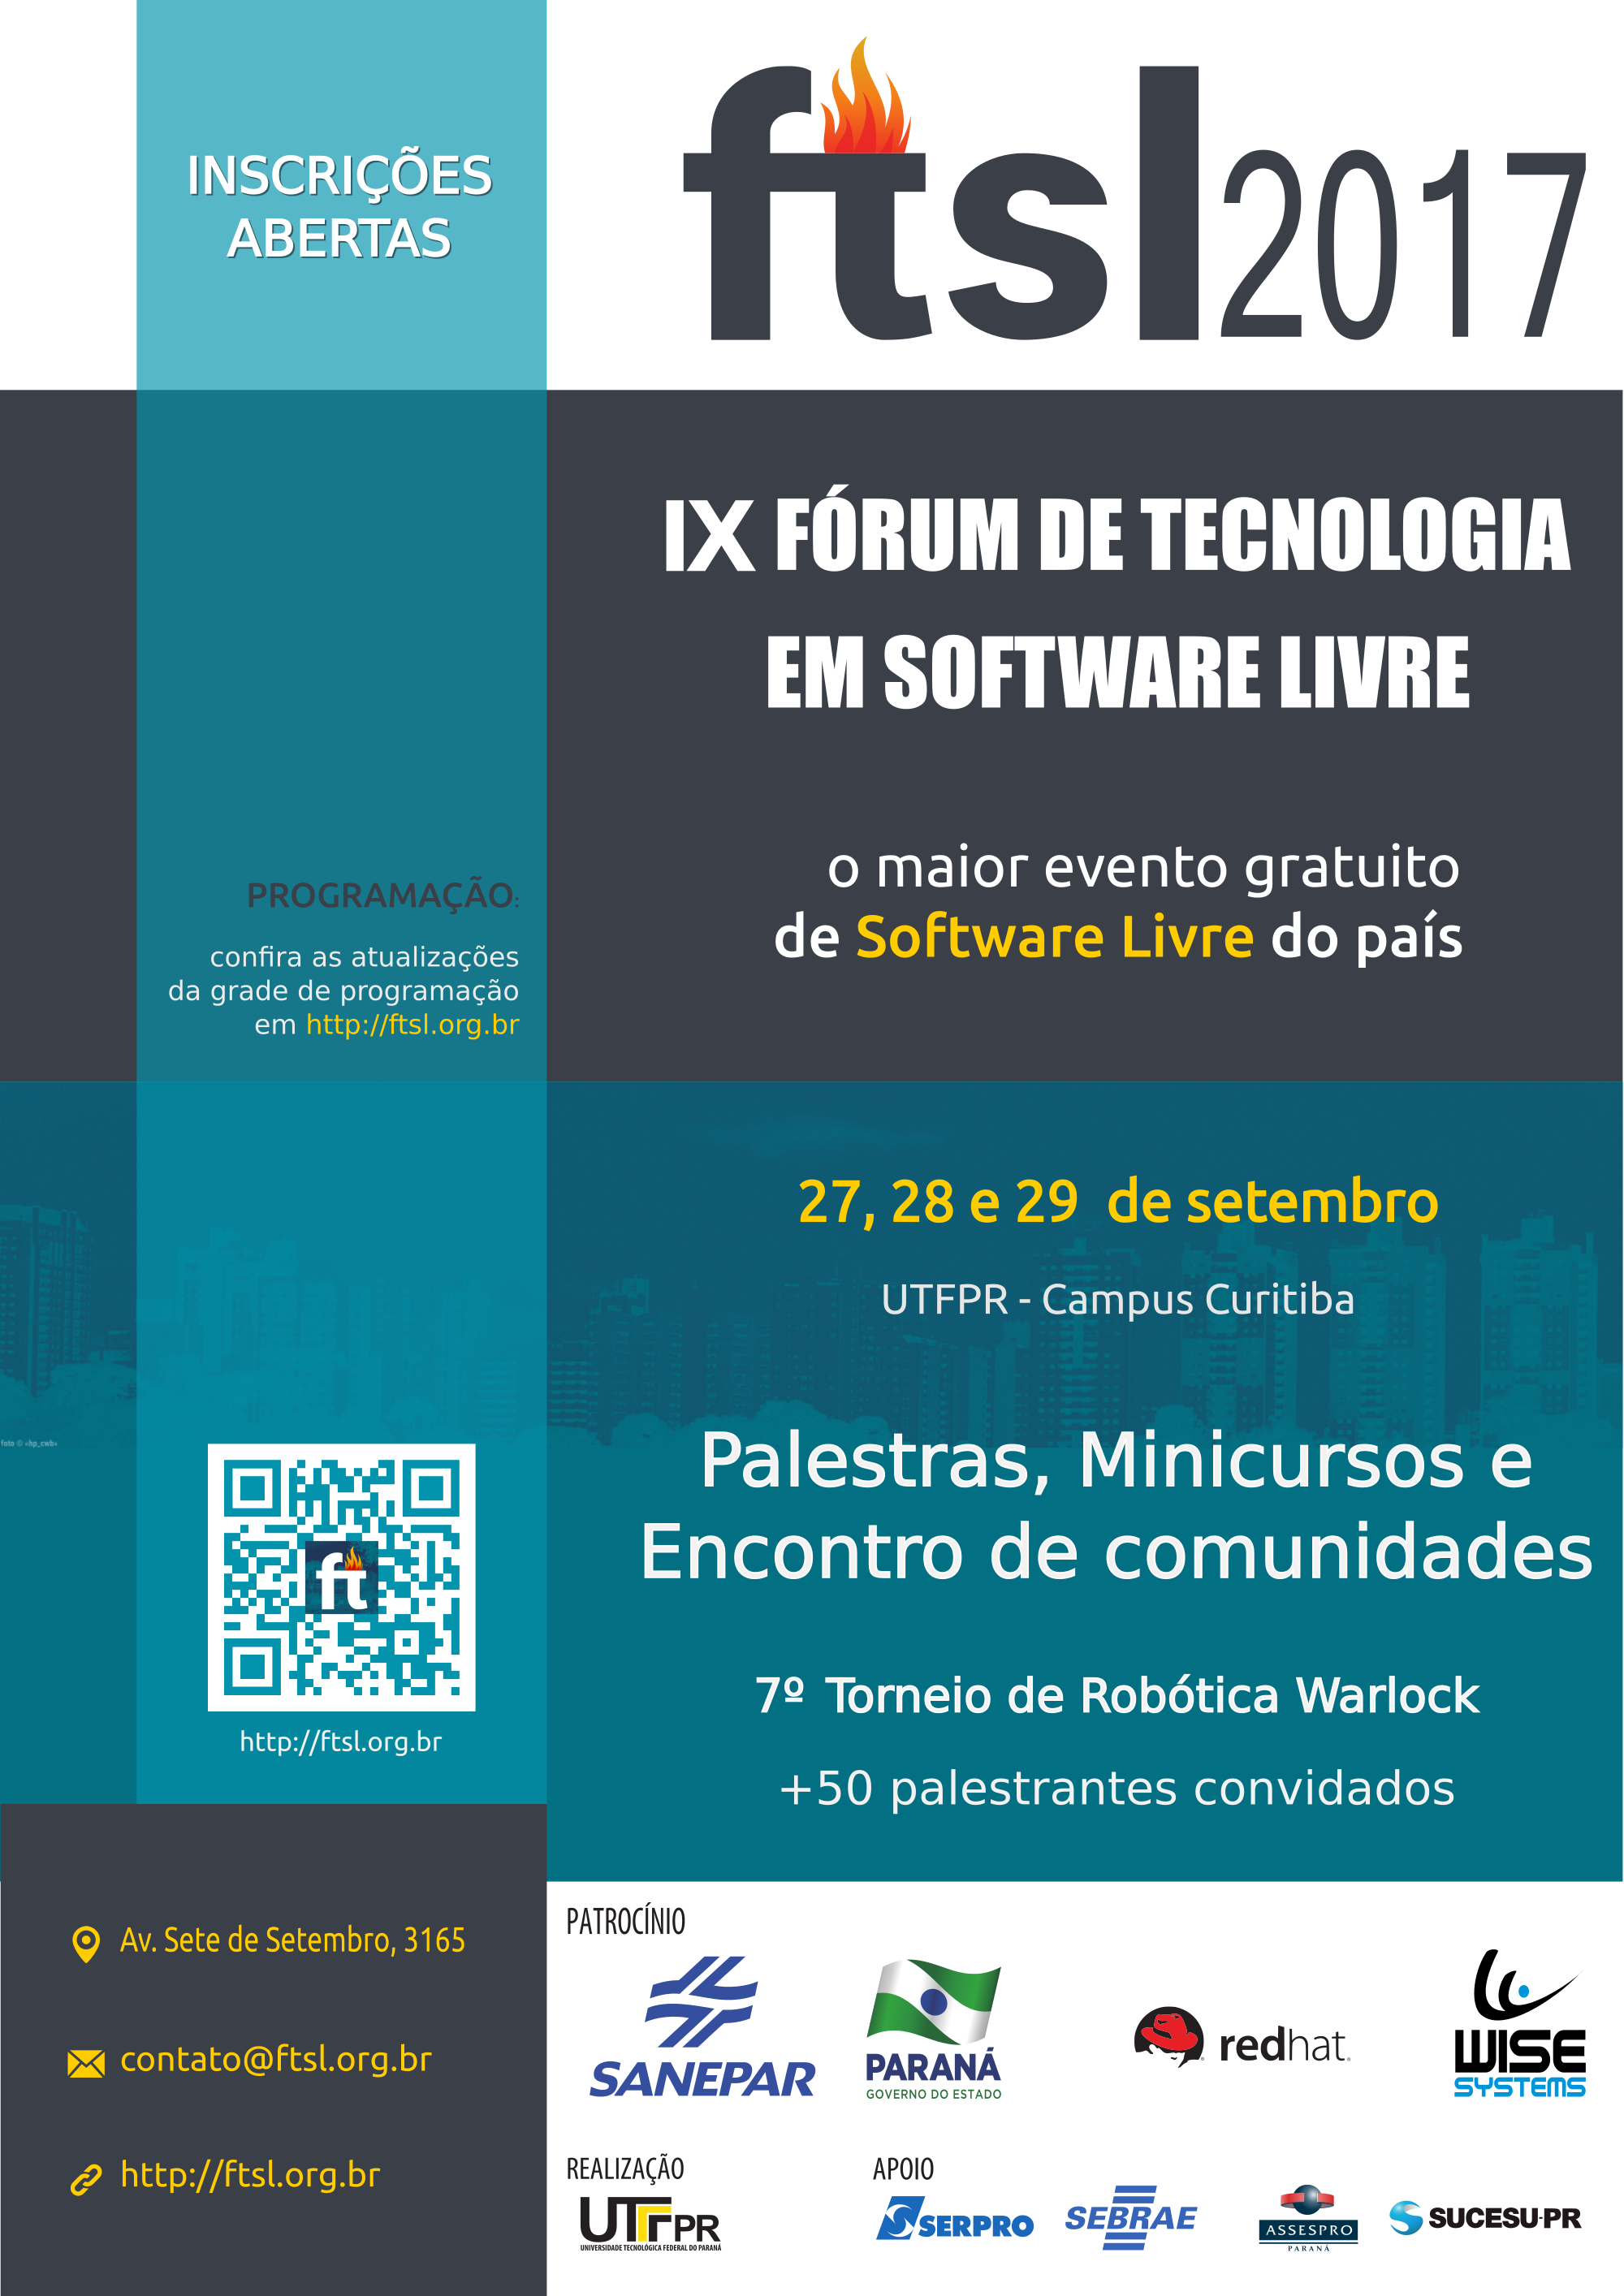 INSCRIÇÕES
ABERTAS
ftsl2017
IX FÓRUM DE TECNOLOGIA
EM SOFTWARE LIVRE
o maior evento gratuito
de Software Livre do país
PROGRAMAÇÃO:
confira as atualizações
da grade de programação
em http://ftsl.org.br
27, 28 e 29 de setembro
UTFPR - Campus Curitiba
foto © »hp_cwb«
Palestras, Minicursos e
Encontro de comunidades
ft
http://ftsl.org.br
7º Torneio de Robótica Warlock
+50 palestrantes convidados
Av. Sete de Setembro, 3165
contato@ftsl.org.br
http://ftsl.org.br
PATROCÍNIO
SANEPAR
PARANÁ
GOVERNO DO ESTADO
redhat.
WISE
SYSTEMS
REALIZAÇÃO
UTFPR
UNIVERSIDADE TECNOLÓGICA FEDERAL DO PARANÁ
APOIO
SERPRO
SEBRAE
ASSESPRO
PARANÁ
SUCESU-PR